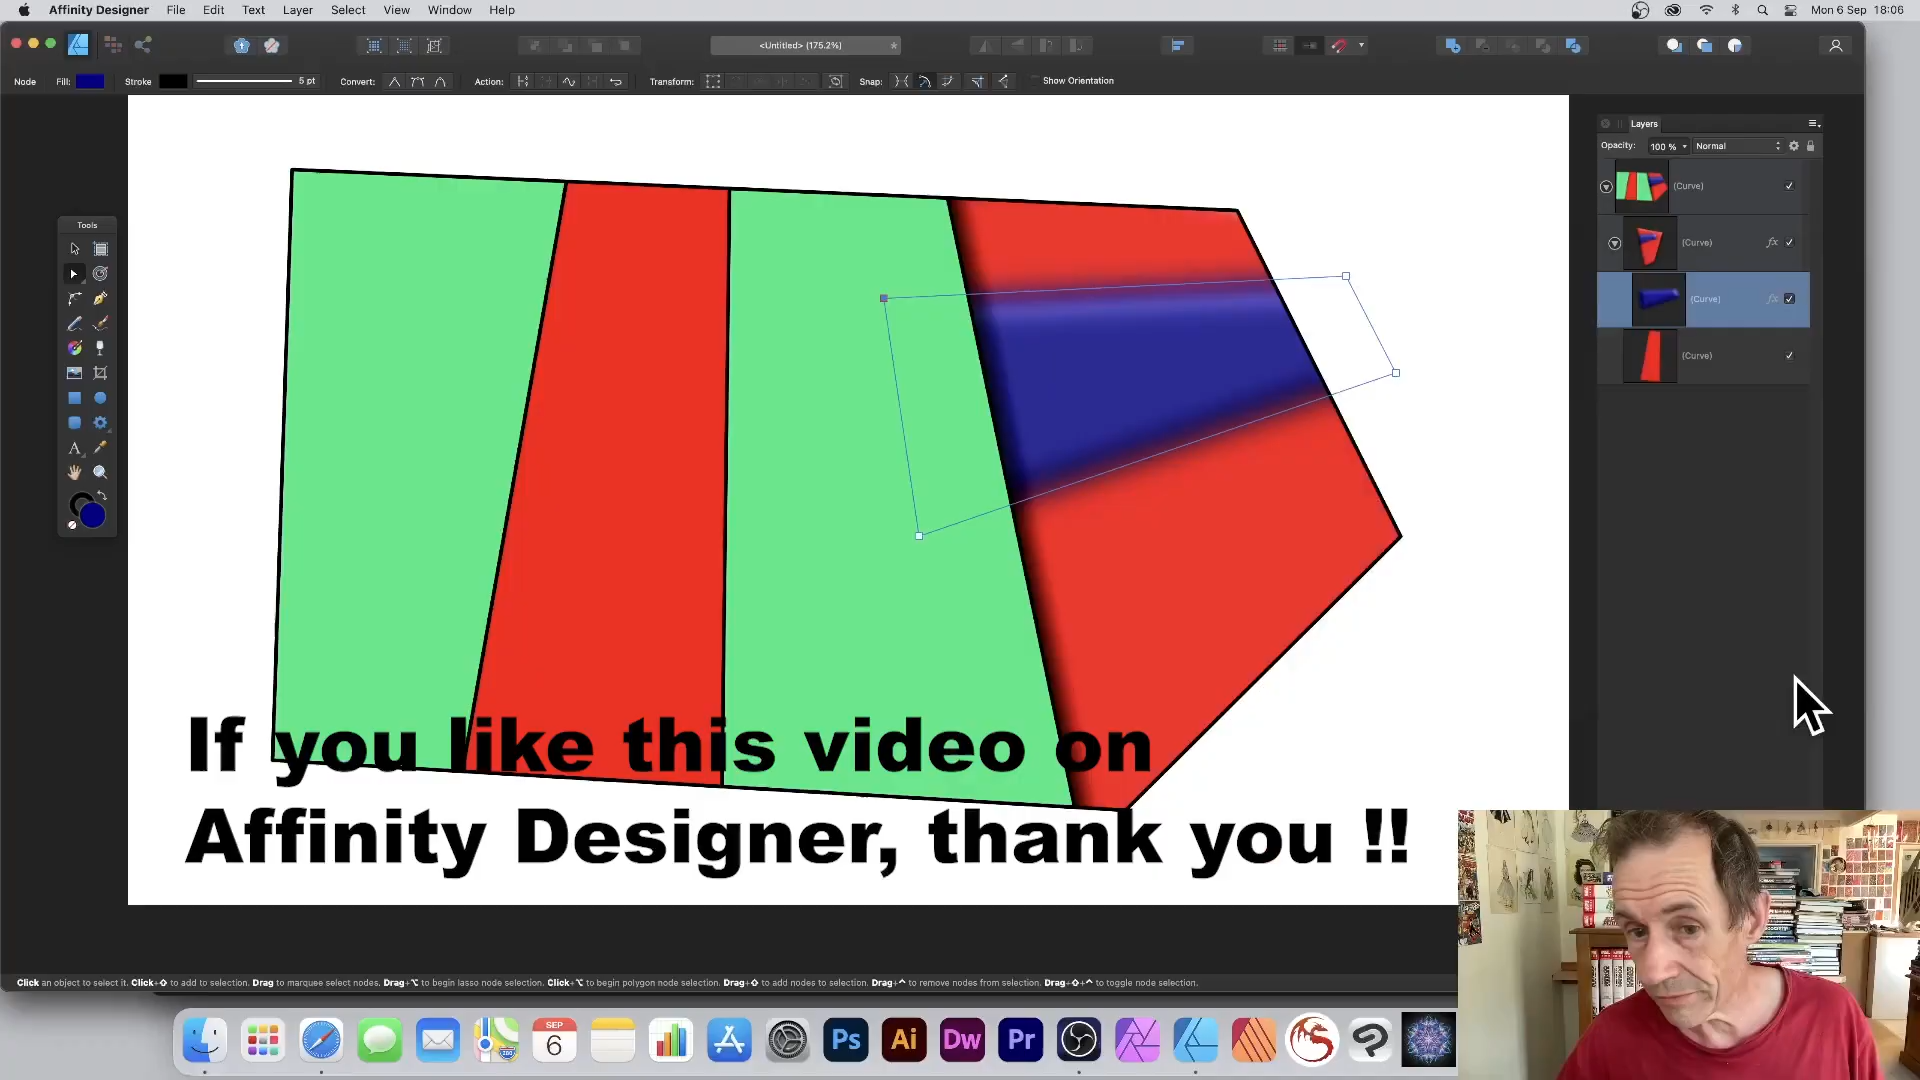 Affinity Designer File Edit Text Layer Select View Window Help Mon 6 Sep 18:06
<Untitled> (175.2%)
Node Fill: Stroke 5 pt Convert: Action: Transform: Snap: Show Orientation
Layers
Opacity: 100 % Normal
(Curve)
Tools
(Curve) fx
(Curve) fx
(Curve)
A
If you like this video on
Affinity Designer, thank you !!
Click an object to select it. Click+⇧ to add to selection. Drag to marquee select nodes. Drag+⌥ to begin lasso node selection. Click+⌥ to begin polygon node selection. Drag+⇧ to add nodes to selection. Drag+⌃ to remove nodes from selection. Drag+⇧+⌃ to toggle node selection.
SEP
6 Ps Ai Dw Pr